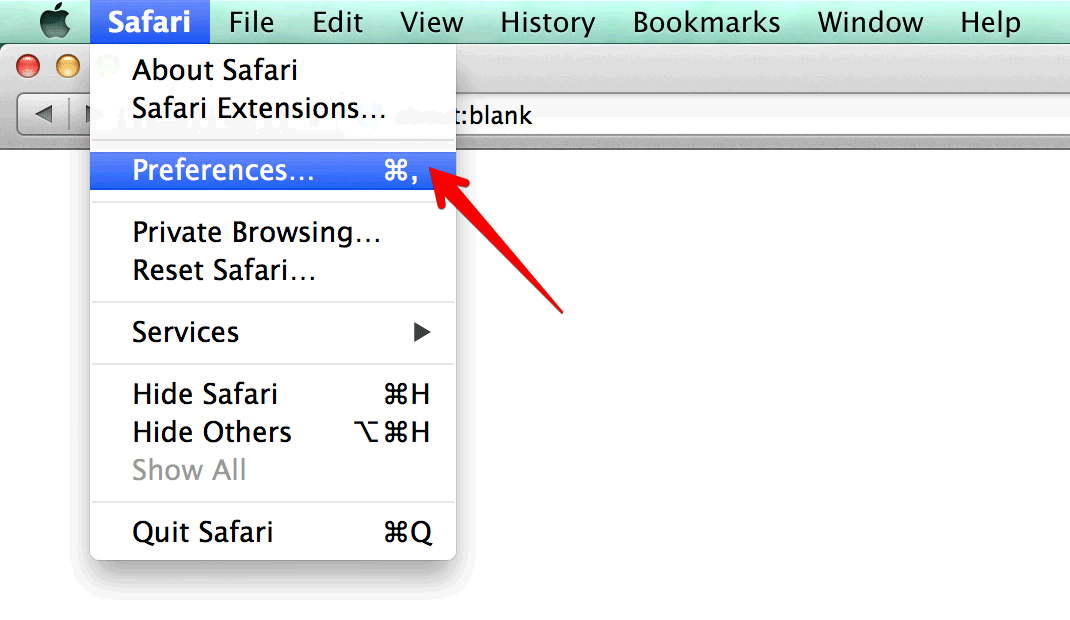 Safari File Edit View History Bookmarks Window Help
About Safari
Safari Extensions…
:blank
Preferences… ⌘,
Private Browsing…
Reset Safari…
Services ▶
Hide Safari ⌘H
Hide Others ⌥⌘H
Show All
Quit Safari ⌘Q